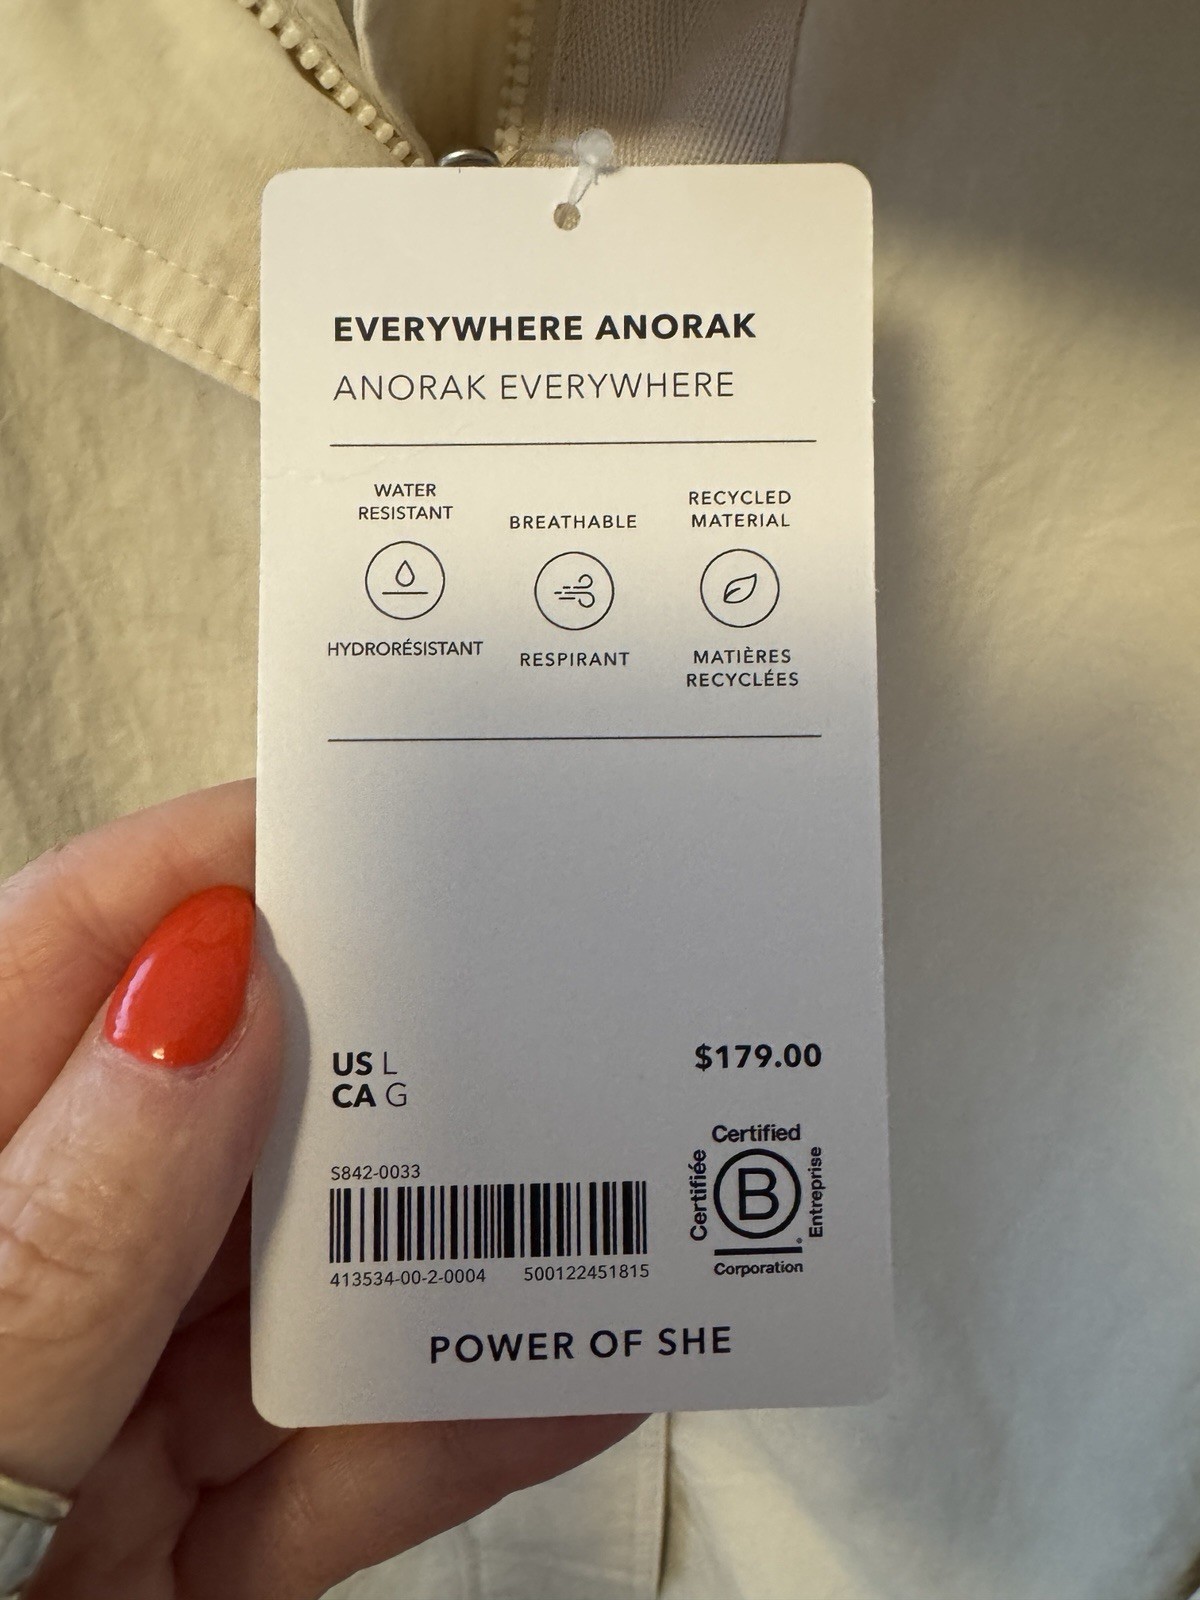 EVERYWHERE ANORAK
ANORAK EVERYWHERE
WATER
RESISTANT
HYDRORÉSISTANT
BREATHABLE
RESPIRANT
RECYCLED
MATERIAL
MATIÈRES
RECYCLÉES
US L
CA G
$179.00
S842-0033
413534-00-2-0004 500122451815
Certified
Certifiée
B
Entreprise
Corporation
POWER OF SHE